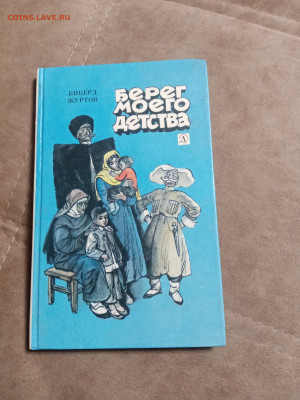 COINS.LAVE.RU
БИБЕРД
ЖУРТОВ
БЕРЕГ
МОЕГО
ДЕТСТВА
Д